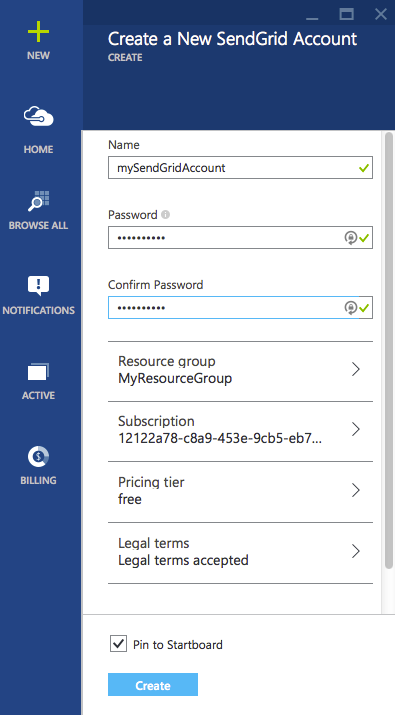 NEW
HOME
BROWSE ALL
NOTIFICATIONS
ACTIVE
BILLING
Create a New SendGrid Account
CREATE
Name
mySendGridAccount
Password
••••••••••
Confirm Password
••••••••••
Resource group
MyResourceGroup
Subscription
12122a78-c8a9-453e-9cb5-eb7...
Pricing tier
free
Legal terms
Legal terms accepted
Pin to Startboard
Create